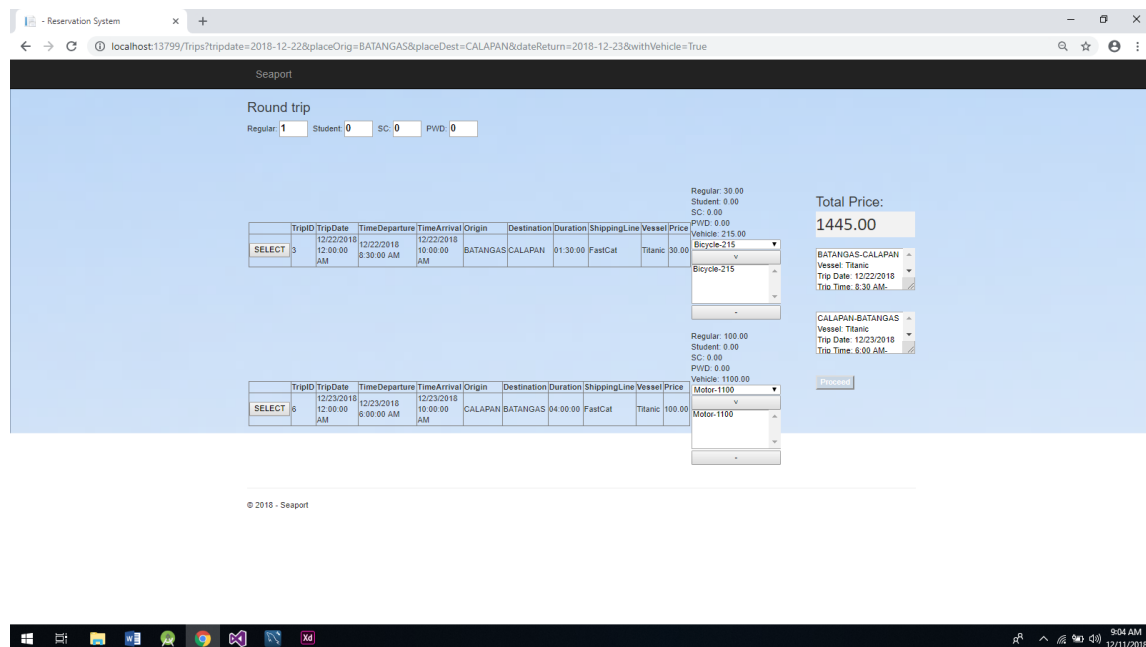 - Reservation System
localhost:13799/Trips?tripdate=2018-12-22&placeOrig=BATANGAS&placeDest=CALAPAN&dateReturn=2018-12-23&withVehicle=True
Seaport
Round trip
Regular: 1 Student: 0 SC: 0 PWD: 0
Regular: 30.00
Student: 0.00
SC: 0.00
PWD: 0.00
Vehicle: 215.00
TripID TripDate TimeDeparture TimeArrival Origin Destination Duration ShippingLine Vessel Price
SELECT 3 12/22/2018 12:00:00 AM 12/22/2018 8:30:00 AM 12/22/2018 10:00:00 AM BATANGAS CALAPAN 01:30:00 FastCat Titanic 30.00
Bicycle-215
v
Bicycle-215
-
Regular: 100.00
Student: 0.00
SC: 0.00
PWD: 0.00
Vehicle: 1100.00
TripID TripDate TimeDeparture TimeArrival Origin Destination Duration ShippingLine Vessel Price
SELECT 6 12/23/2018 12:00:00 AM 12/23/2018 6:00:00 AM 12/23/2018 10:00:00 AM CALAPAN BATANGAS 04:00:00 FastCat Titanic 100.00
Motor-1100
v
Motor-1100
-
Total Price:
1445.00
BATANGAS-CALAPAN
Vessel: Titanic
Trip Date: 12/22/2018
Trip Time: 8:30 AM-
CALAPAN-BATANGAS
Vessel: Titanic
Trip Date: 12/23/2018
Trip Time: 6:00 AM-
Proceed
© 2018 - Seaport
Xd
9:04 AM
12/11/2018